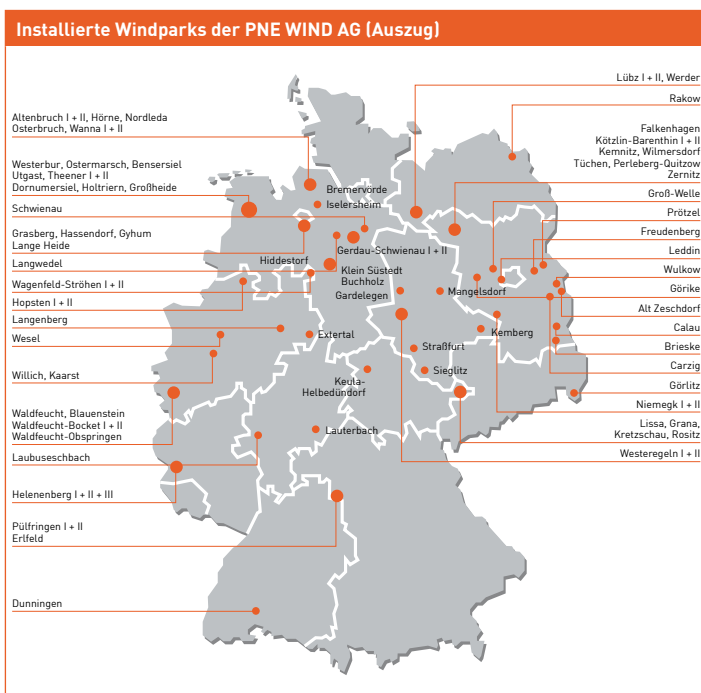 Installierte Windparks der PNE WIND AG (Auszug)
Altenbruch I + II, Hörne, Nordleda
Osterbruch, Wanna I + II
Westerbur, Ostermarsch, Bensersiel
Utgast, Theener I + II
Dornumersiel, Holtriern, Großheide
Schwienau
Grasberg, Hassendorf, Gyhum
Lange Heide
Langwedel
Wagenfeld-Ströhen I + II
Hopsten I + II
Langenberg
Wesel
Willich, Kaarst
Waldfeucht, Blauenstein
Waldfeucht-Bocket I + II
Waldfeucht-Obspringen
Laubuseschbach
Helenenberg I + II + III
Pülfringen I + II
Erlfeld
Dunningen
Bremervörde
Iselersheim
Gerdau-Schwienau I + II
Hiddestorf
Klein Süstedt
Buchholz
Gardelegen
Mangelsdorf
Extertal
Kemberg
Straßfurt
Sieglitz
Keula-
Helbedündorf
Lauterbach
Lübz I + II, Werder
Rakow
Falkenhagen
Kötzlin-Barenthin I + II
Kemnitz, Wilmersdorf
Tüchen, Perleberg-Quitzow
Zernitz
Groß-Welle
Prötzel
Freudenberg
Leddin
Wulkow
Görike
Alt Zeschdorf
Calau
Brieske
Carzig
Görlitz
Niemegk I + II
Lissa, Grana,
Kretzschau, Rositz
Westeregeln I + II